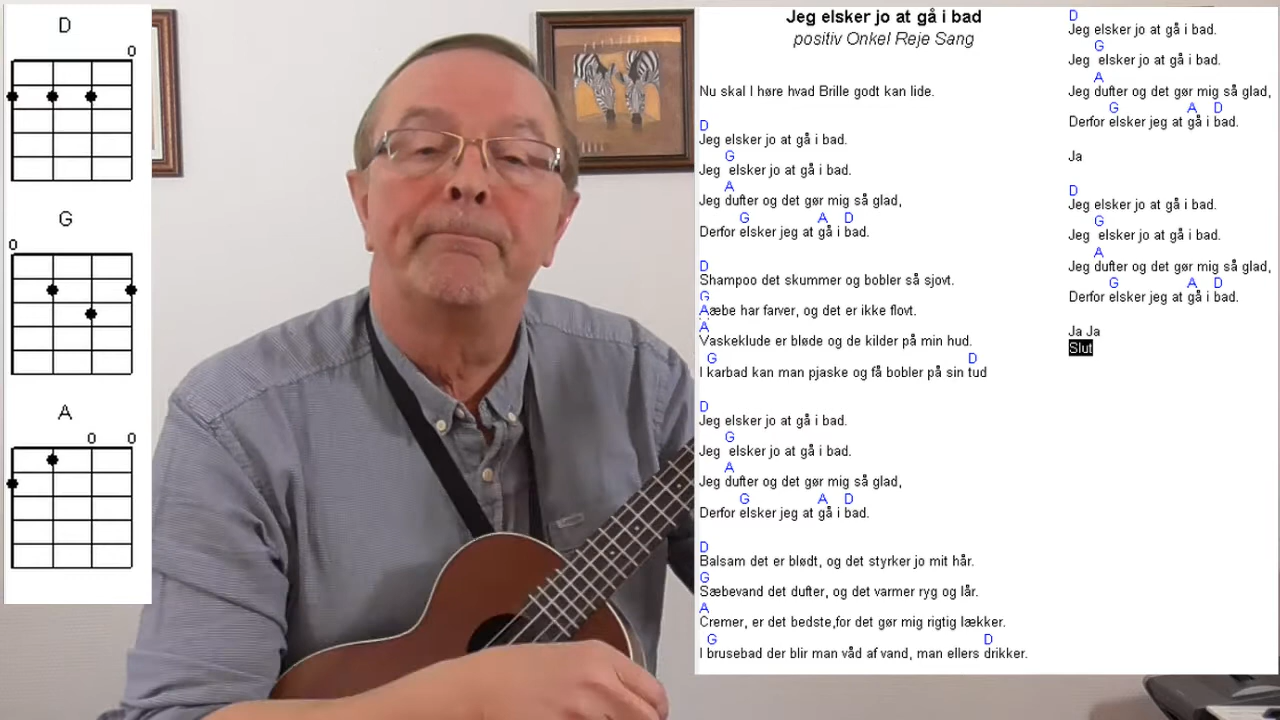 D
0
G
0
A
0 0
Jeg elsker jo at gå i bad
positiv Onkel Reje Sang
Nu skal I høre hvad Brille godt kan lide.
D
Jeg elsker jo at gå i bad.
G
Jeg elsker jo at gå i bad.
A
Jeg dufter og det gør mig så glad,
G A D
Derfor elsker jeg at gå i bad.
D
Shampoo det skummer og bobler så sjovt.
G
Aæbe har farver, og det er ikke flovt.
A
Vaskeklude er bløde og de kilder på min hud.
G D
I karbad kan man pjaske og få bobler på sin tud
D
Jeg elsker jo at gå i bad.
G
Jeg elsker jo at gå i bad.
A
Jeg dufter og det gør mig så glad,
G A D
Derfor elsker jeg at gå i bad.
D
Balsam det er blødt, og det styrker jo mit hår.
G
Sæbevand det dufter, og det varmer ryg og lår.
A
Cremer, er det bedste,for det gør mig rigtig lækker.
G D
I brusebad der blir man våd af vand, man ellers drikker.
D
Jeg elsker jo at gå i bad.
G
Jeg elsker jo at gå i bad.
A
Jeg dufter og det gør mig så glad,
G A D
Derfor elsker jeg at gå i bad.
Ja
D
Jeg elsker jo at gå i bad.
G
Jeg elsker jo at gå i bad.
A
Jeg dufter og det gør mig så glad,
G A D
Derfor elsker jeg at gå i bad.
Ja Ja
Slut